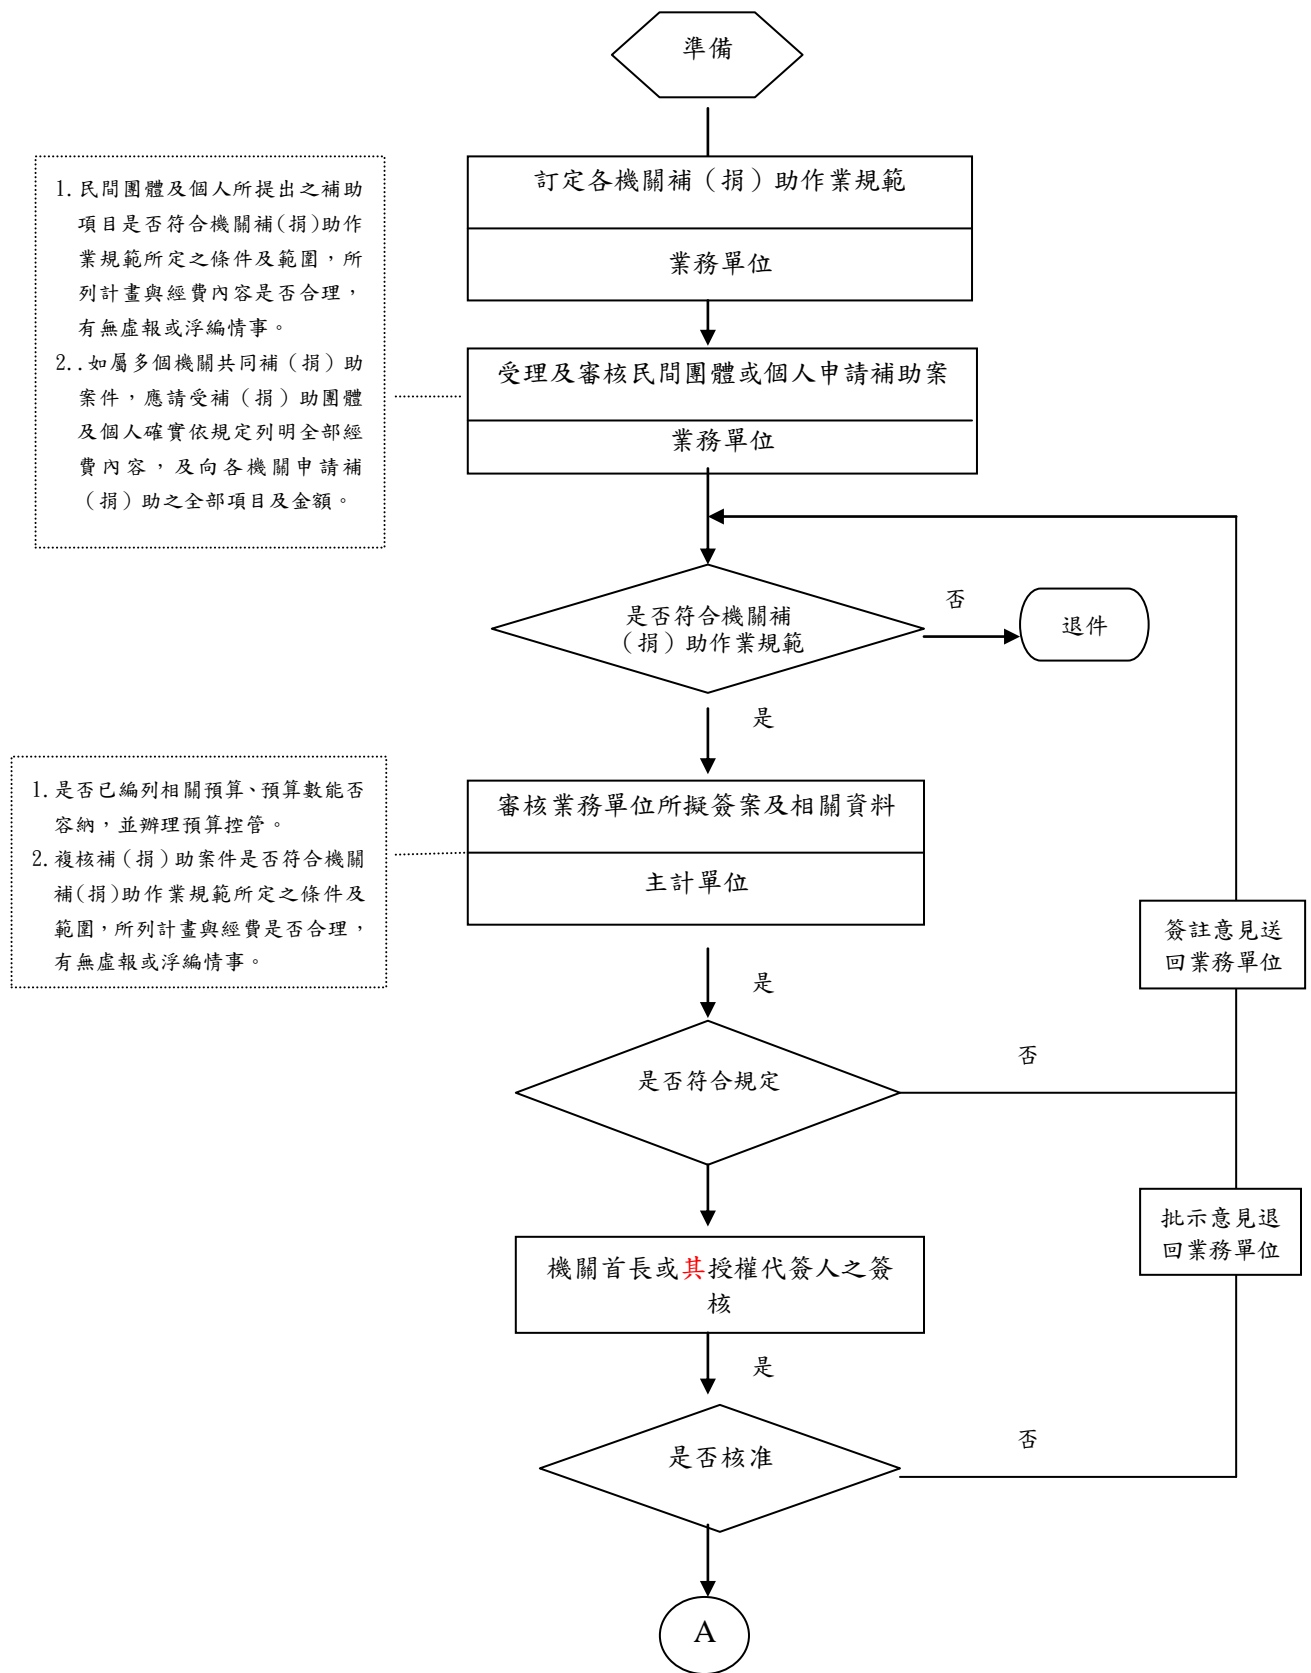 準備
訂定各機關補（捐）助作業規範
業務單位
1.民間團體及個人所提出之補助
項目是否符合機關補(捐)助作
業規範所定之條件及範圍，所
列計畫與經費內容是否合理，
有無虛報或浮編情事。
2..如屬多個機關共同補（捐）助
案件，應請受補（捐）助團體
及個人確實依規定列明全部經
費內容，及向各機關申請補
（捐）助之全部項目及金額。
受理及審核民間團體或個人申請補助案
業務單位
是否符合機關補
（捐）助作業規範
否
退件
是
1.是否已編列相關預算、預算數能否
容納，並辦理預算控管。
2.複核補（捐）助案件是否符合機關
補(捐)助作業規範所定之條件及
範圍，所列計畫與經費是否合理，
有無虛報或浮編情事。
審核業務單位所擬簽案及相關資料
主計單位
簽註意見送
回業務單位
是
是否符合規定
否
批示意見退
回業務單位
機關首長或其授權代簽人之簽
核
是
是否核准
否
A